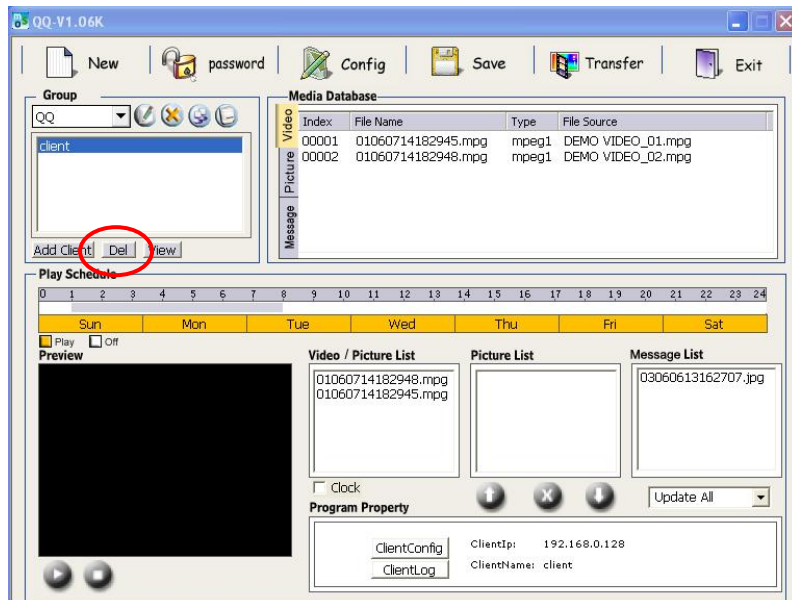 QQ-V1.06K
New password Config Save Transfer Exit
Group
QQ
client
Add Client Del View
Media Database
Video
Picture
Message
Index File Name Type File Source
00001 01060714182945.mpg mpeg1 DEMO VIDEO_01.mpg
00002 01060714182948.mpg mpeg1 DEMO VIDEO_02.mpg
Play Schedule
0 1 2 3 4 5 6 7 8 9 10 11 12 13 14 15 16 17 18 19 20 21 22 23 24
Sun Mon Tue Wed Thu Fri Sat
Play Off
Preview
Video / Picture List
01060714182948.mpg
01060714182945.mpg
Clock
Picture List
Message List
03060613162707.jpg
Update All
Program Property
ClientConfig
ClientLog
ClientIp: 192.168.0.128
ClientName: client